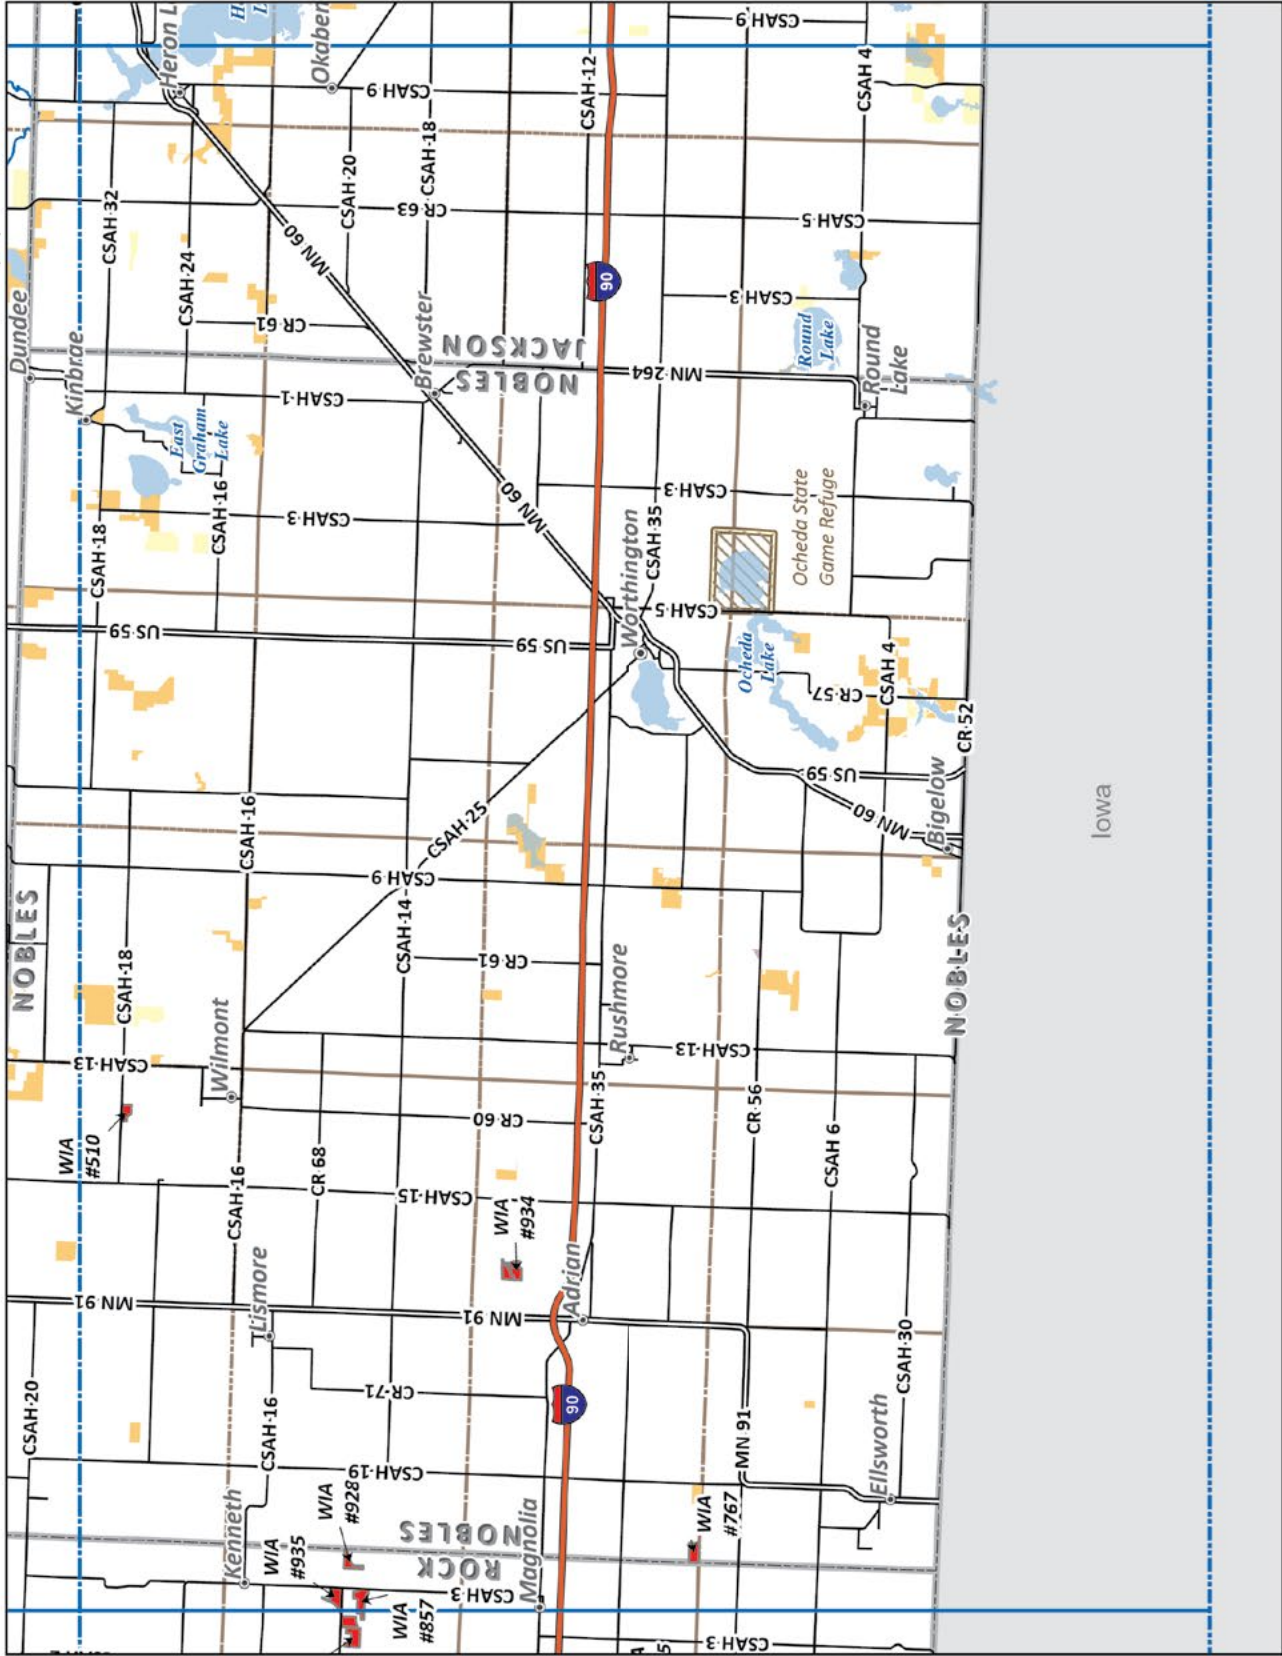 Dundee
Kinbrae
Heron L
H
L
Okaben
Brewster
Worthington
Round
Lake
Round
Lake
East
Graham
Lake
Ocheda
Lake
Ocheda State
Game Refuge
Bigelow
Rushmore
Wilmont
Lismore
Adrian
Kenneth
Magnolia
Ellsworth
Iowa
NOBLES
NOBLES
JACKSON
NOBLES
ROCK
NOBLES
WIA
#510
WIA
#934
WIA
#928
WIA
#935
WIA
#857
WIA
#767
90
90
CSAH 9
CSAH 4
CSAH 12
CSAH 9
CSAH 18
CSAH 20
CSAH 32
CSAH 24
CR 63
CSAH 5
MN 60
CSAH 3
CR 61
MN 264
CSAH 1
CSAH 3
CSAH 3
CSAH 16
CSAH 18
MN 60
CSAH 35
CSAH 5
US 59
US 59
CSAH 4
CR 57
CR 52
US 59
MN 60
CSAH 16
CSAH 25
CSAH 9
CSAH 14
CR 61
CSAH 18
CSAH 13
CSAH 13
CR 60
CSAH 35
CR 56
CSAH 6
CSAH 16
CR 68
CSAH 15
MN 91
MN 91
CSAH 20
CSAH 16
CR 71
CSAH 30
MN 91
CSAH 19
CSAH 3
CSAH 3
A
5